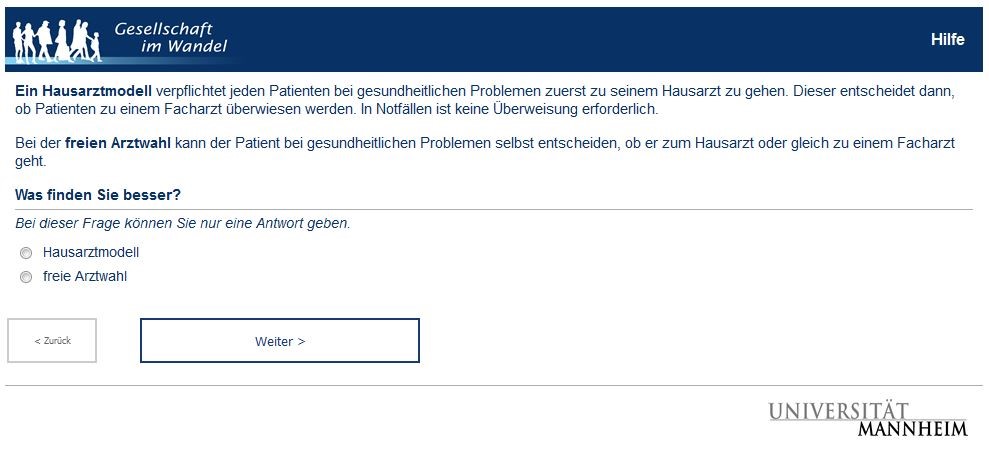 Gesellschaft
im Wandel
Hilfe
Ein Hausarztmodell verpflichtet jeden Patienten bei gesundheitlichen Problemen zuerst zu seinem Hausarzt zu gehen. Dieser entscheidet dann,
ob Patienten zu einem Facharzt überwiesen werden. In Notfällen ist keine Überweisung erforderlich.
Bei der freien Arztwahl kann der Patient bei gesundheitlichen Problemen selbst entscheiden, ob er zum Hausarzt oder gleich zu einem Facharzt
geht.
Was finden Sie besser?
Bei dieser Frage können Sie nur eine Antwort geben.
Hausarztmodell
freie Arztwahl
< Zurück
Weiter >
UNIVERSITÄT
MANNHEIM